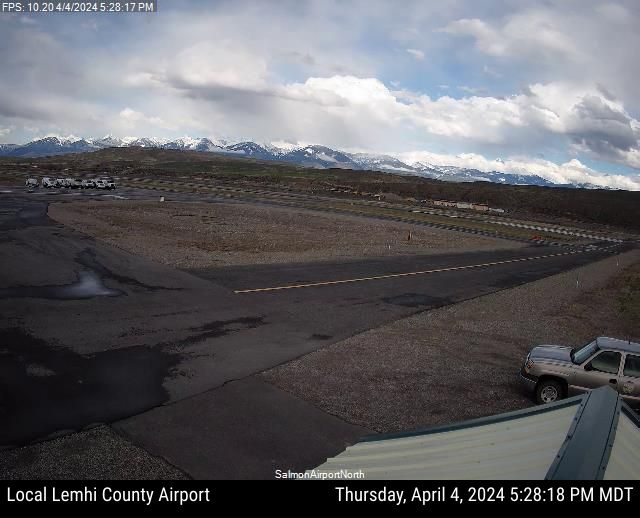 FPS: 10.20 4/4/2024 5:28:17 PM
SalmonAirportNorth
Local Lemhi County Airport Thursday, April 4, 2024 5:28:18 PM MDT